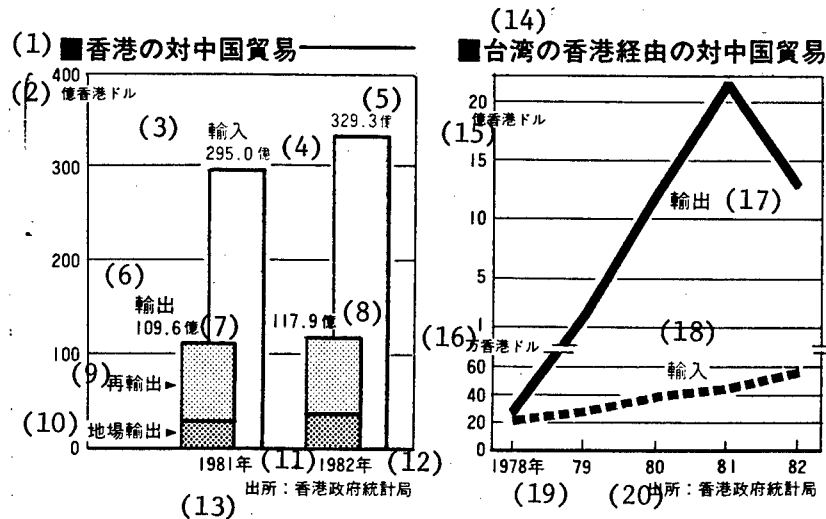 (1) ■香港の対中国貿易
400
(2) 億香港ドル
(3) 輸入
295.0億 (4)
(5)
329.3億
300
200
(6)
輸出
109.6億 (7)
117.9億 (8)
100
(9) 再輸出►
(10) 地場輸出►
0
1981年 (11) 1982年 (12)
出所：香港政府統計局
(13)
(14)
■台湾の香港経由の対中国貿易
20
(15) 億香港ドル
15
10
輸出 (17)
5
1
(16) 万香港ドル
(18)
輸入
60
40
20
0
1978年 79 80 81 82
(19) (20) 出所：香港政府統計局